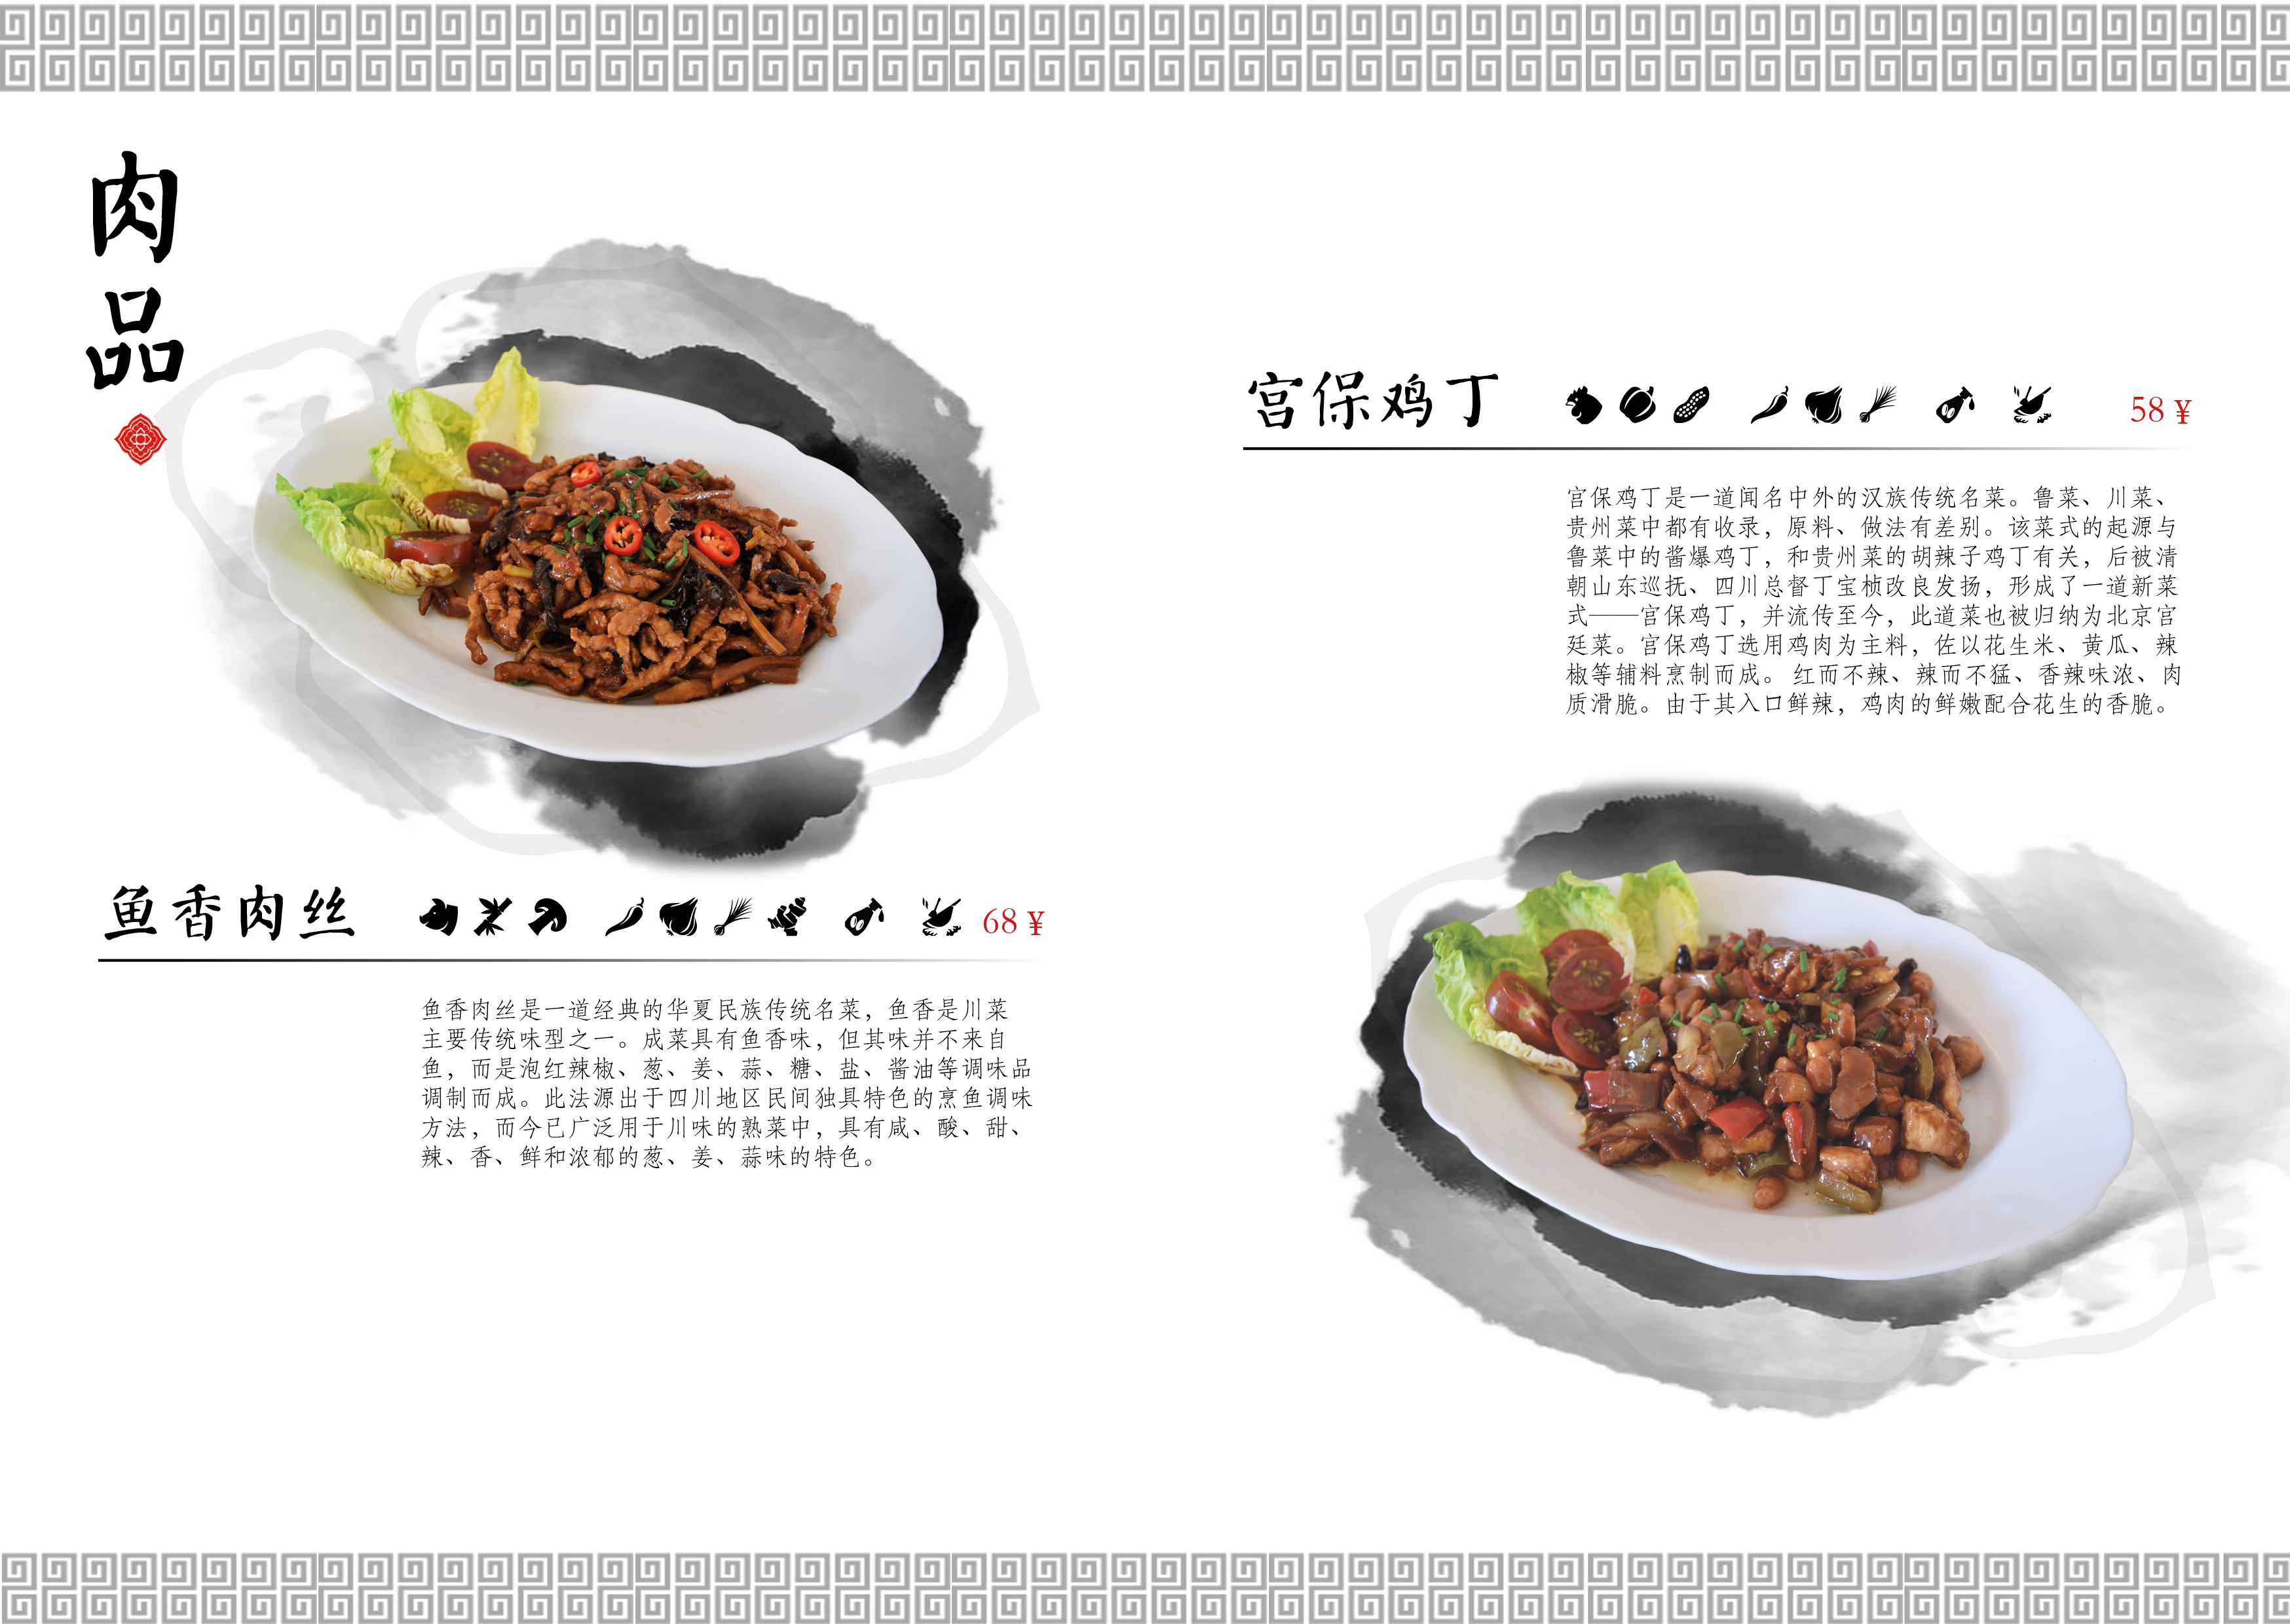 肉品
鱼香肉丝
68 ¥
鱼香肉丝是一道经典的华夏民族传统名菜，鱼香是川菜
主要传统味型之一。成菜具有鱼香味，但其味并不来自
鱼，而是泡红辣椒、葱、姜、蒜、糖、盐、酱油等调味品
调制而成。此法源出于四川地区民间独具特色的烹鱼调味
方法，而今已广泛用于川味的熟菜中，具有咸、酸、甜、
辣、香、鲜和浓郁的葱、姜、蒜味的特色。
宫保鸡丁
58 ¥
宫保鸡丁是一道闻名中外的汉族传统名菜。鲁菜、川菜、
贵州菜中都有收录，原料、做法有差别。该菜式的起源与
鲁菜中的酱爆鸡丁，和贵州菜的胡辣子鸡丁有关，后被清
朝山东巡抚、四川总督丁宝桢改良发扬，形成了一道新菜
式——宫保鸡丁，并流传至今，此道菜也被归纳为北京宫
廷菜。宫保鸡丁选用鸡肉为主料，佐以花生米、黄瓜、辣
椒等辅料烹制而成。 红而不辣、辣而不猛、香辣味浓、肉
质滑脆。由于其入口鲜辣，鸡肉的鲜嫩配合花生的香脆。